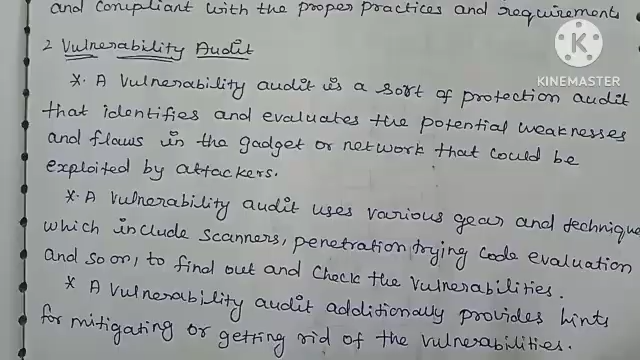 and compliant with the proper practices and requirements
2 Vulnerability Audit
*. A vulnerability audit is a sort of protection audit
that identifies and evaluates the potential weaknesses
and flaws in the gadget or network that could be
exploited by attackers.
* A vulnerability audit uses various gear and technique
which include scanners, penetration trying code evaluation
and so on, to find out and check the vulnerabilities.
* A vulnerability audit additionally provides hints
for mitigating or getting rid of the vulnerabilities.
KINEMASTER